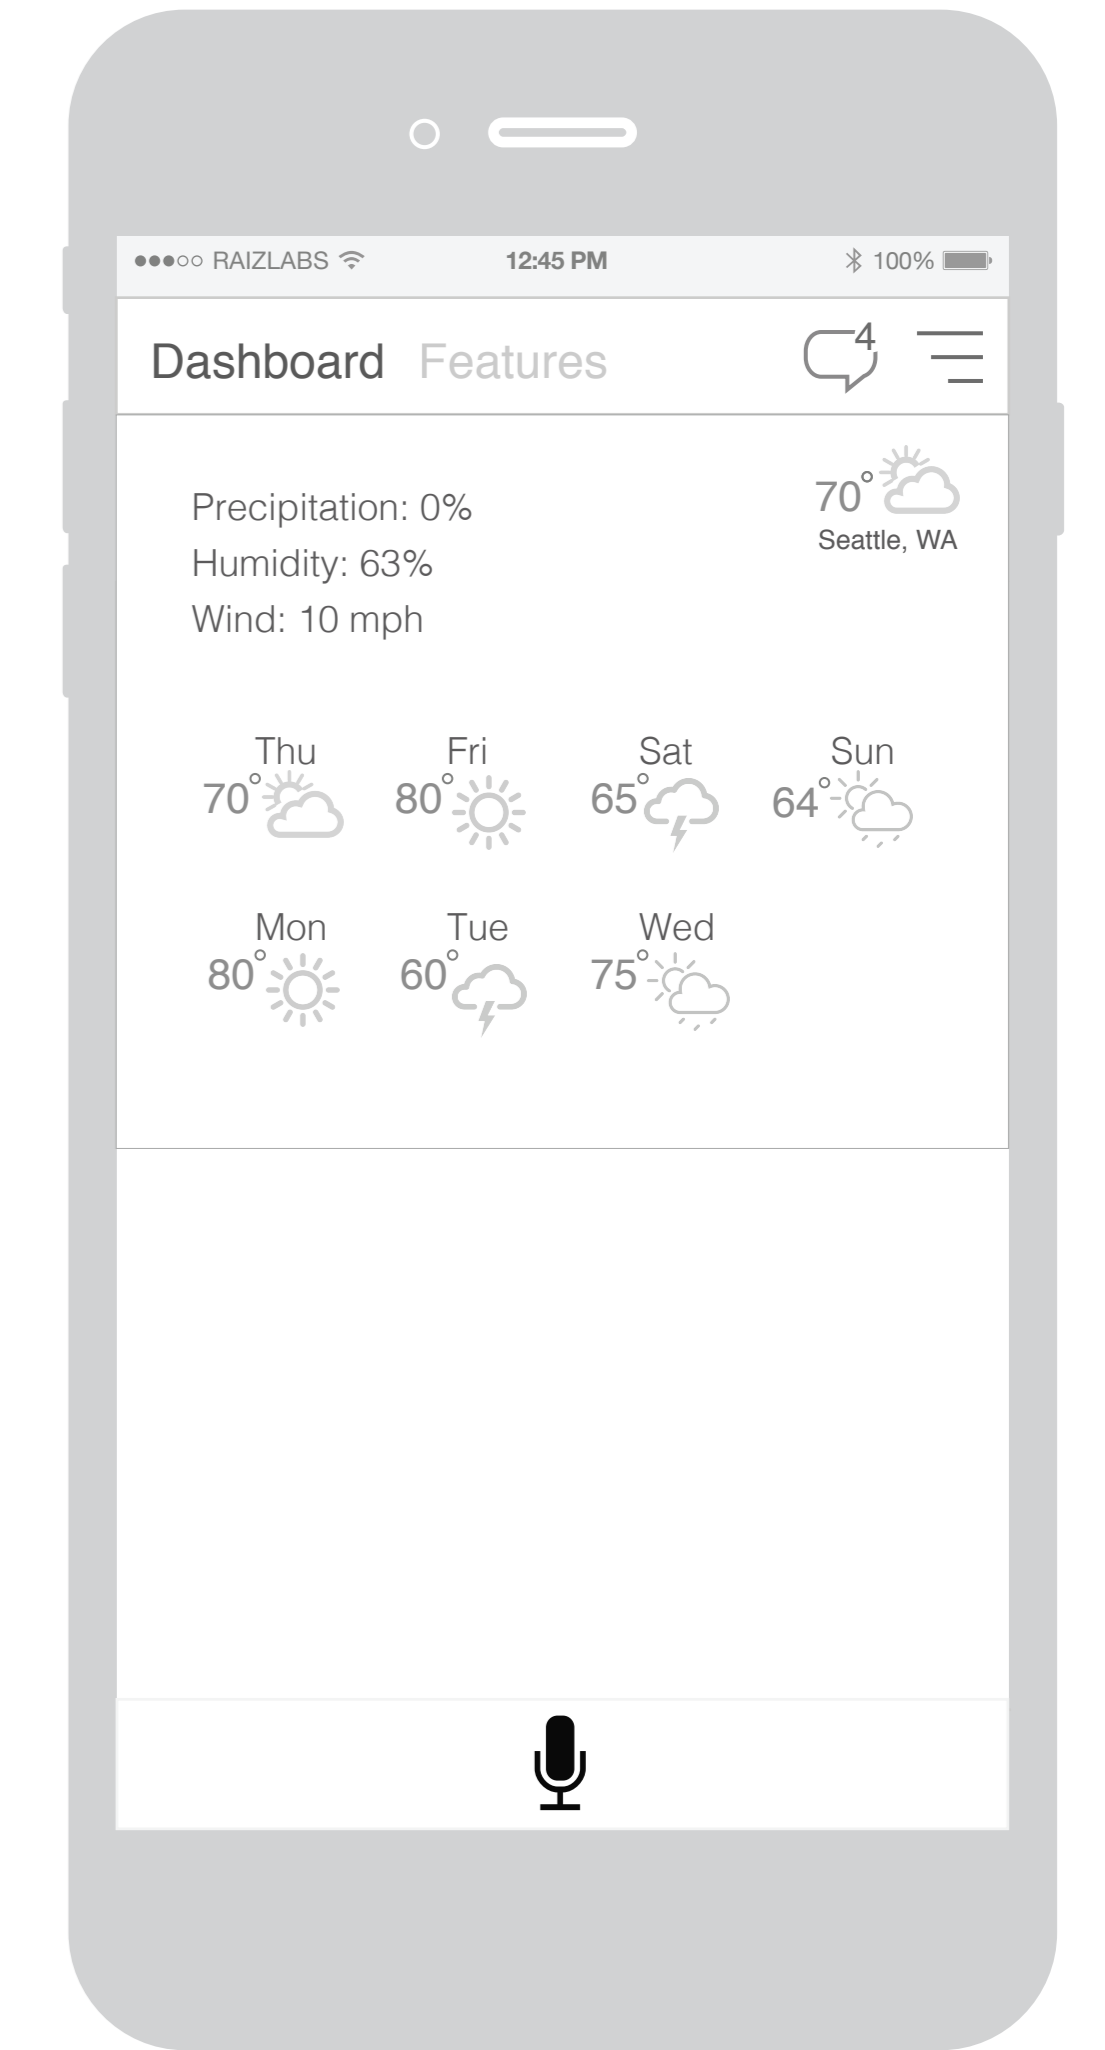 RAIZLABS 12:45 PM 100%
Dashboard Features 4
Precipitation: 0%
Humidity: 63%
Wind: 10 mph
70°
Seattle, WA
Thu Fri Sat Sun
70° 80° 65° 64°
Mon Tue Wed
80° 60° 75°